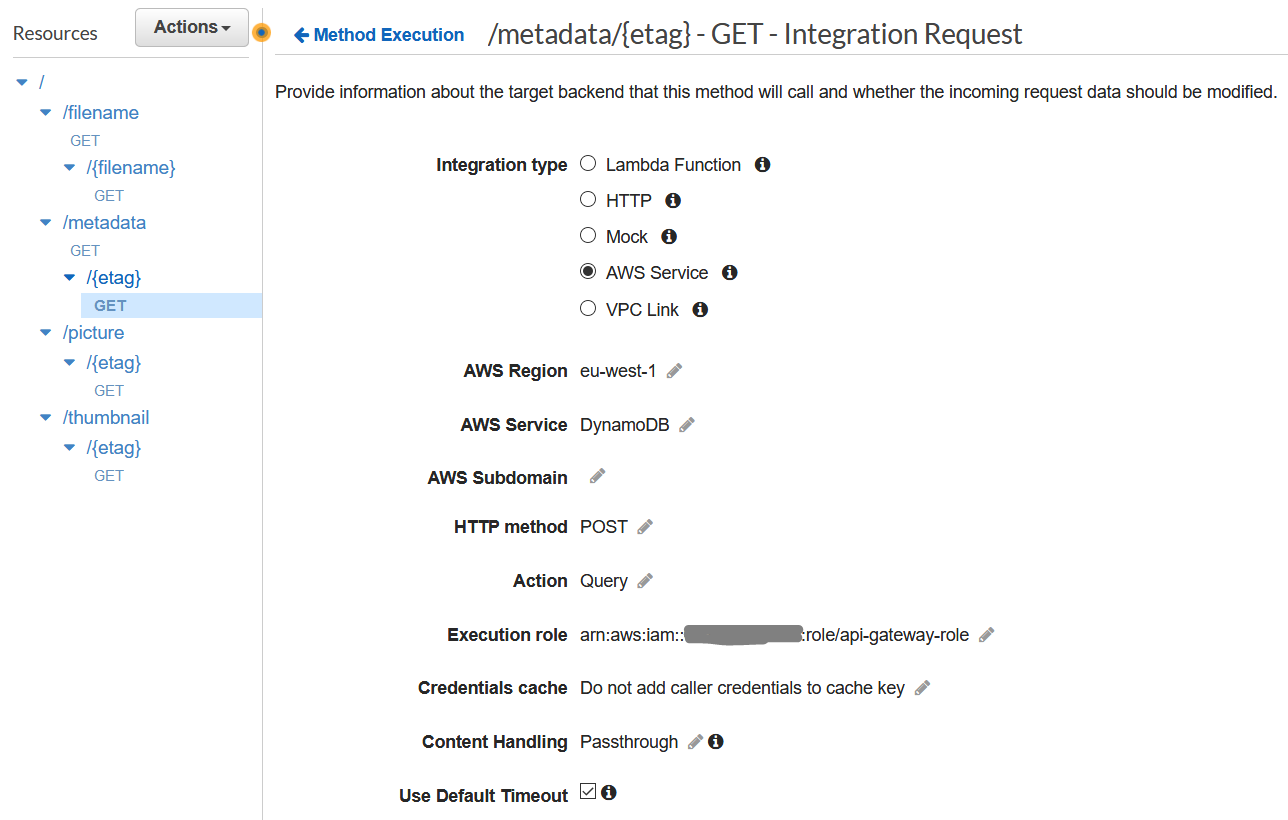 Resources
Actions
Method Execution
/metadata/{etag} - GET - Integration Request
/
/filename
GET
/{filename}
GET
/metadata
GET
/{etag}
GET
/picture
/{etag}
GET
/thumbnail
/{etag}
GET
Provide information about the target backend that this method will call and whether the incoming request data should be modified.
Integration type
Lambda Function
HTTP
Mock
AWS Service
VPC Link
AWS Region eu-west-1
AWS Service DynamoDB
AWS Subdomain
HTTP method POST
Action Query
Execution role arn:aws:iam:: :role/api-gateway-role
Credentials cache Do not add caller credentials to cache key
Content Handling Passthrough
Use Default Timeout